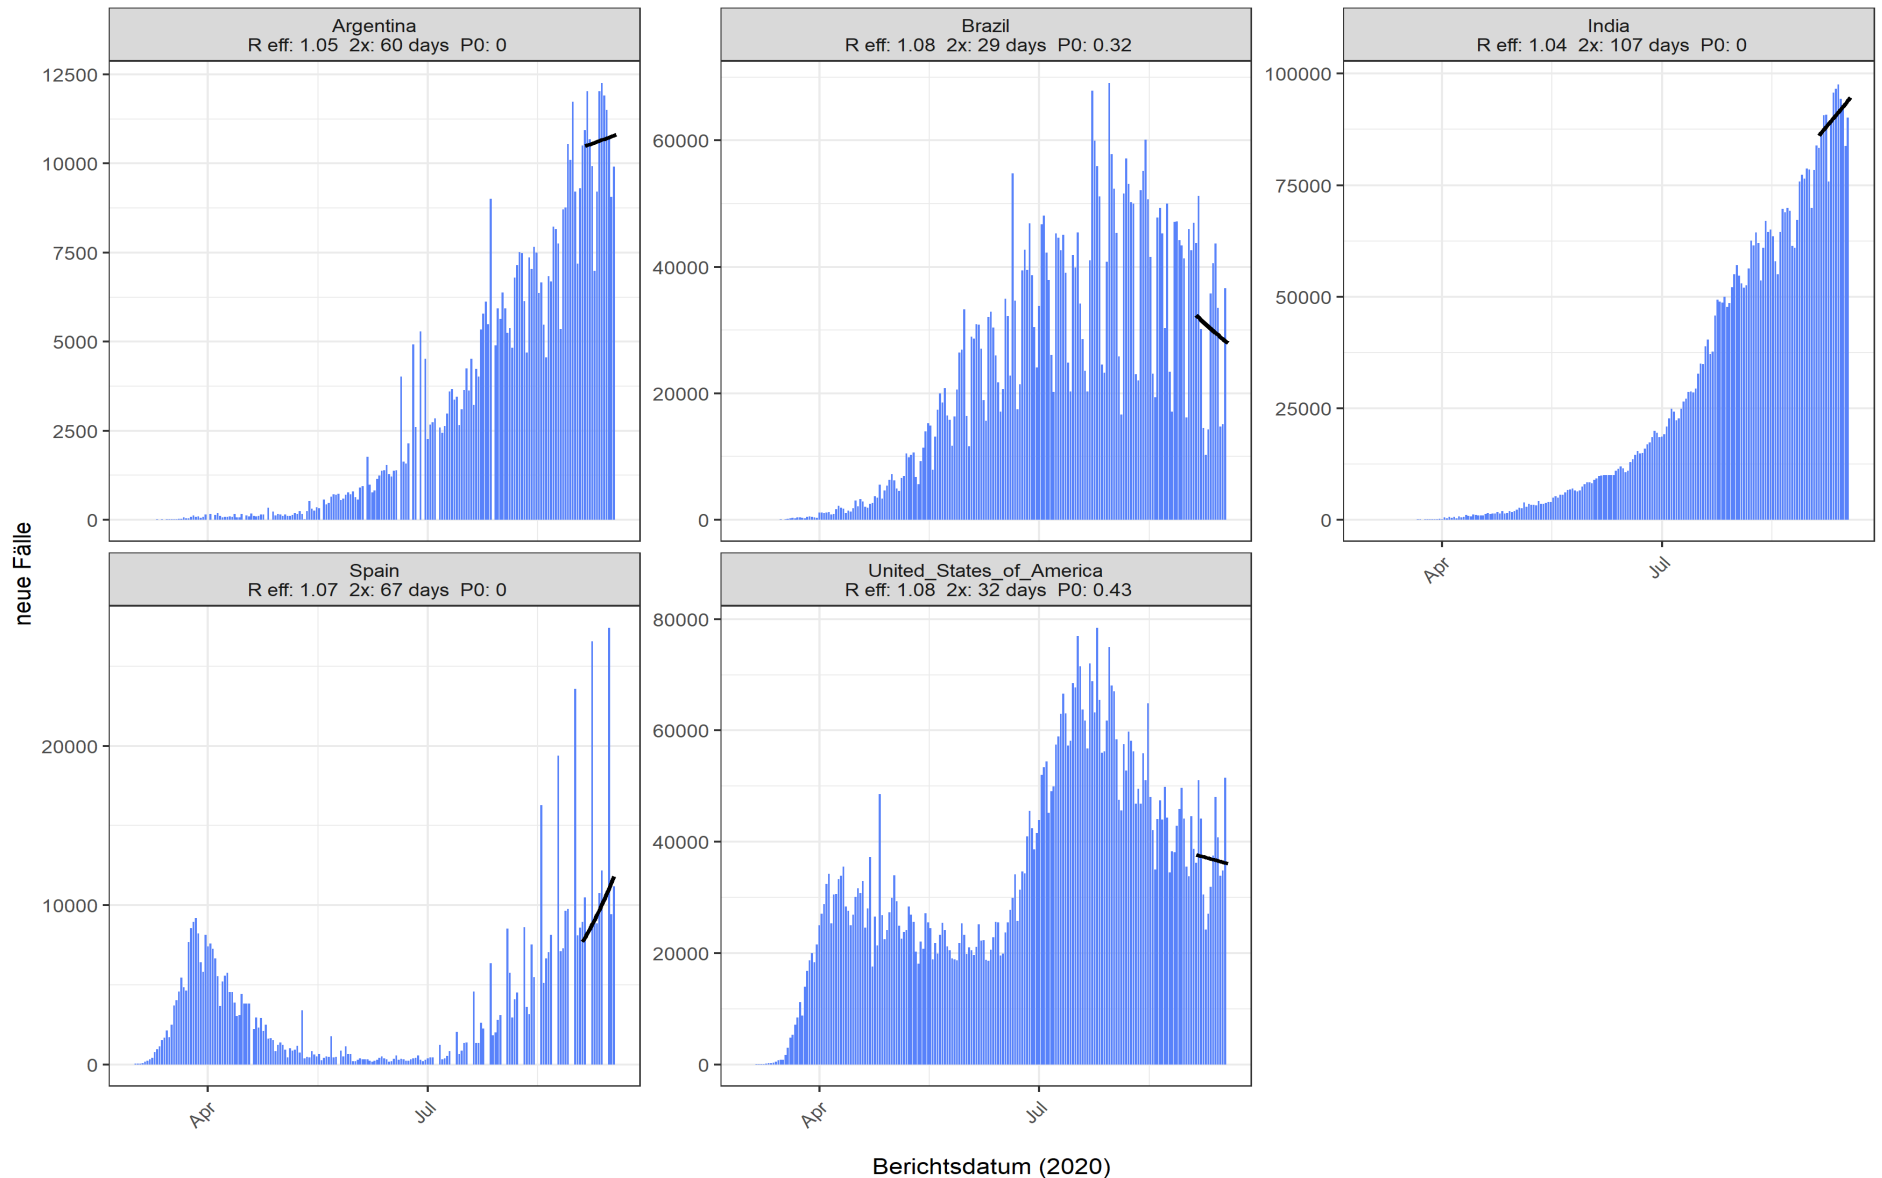 Argentina
R eff: 1.05 2x: 60 days P0: 0
Brazil
R eff: 1.08 2x: 29 days P0: 0.32
India
R eff: 1.04 2x: 107 days P0: 0
12500
10000
7500
5000
2500
0
60000
40000
20000
0
100000
75000
50000
25000
0
Apr
Jul
neue Fälle
Spain
R eff: 1.07 2x: 67 days P0: 0
United_States_of_America
R eff: 1.08 2x: 32 days P0: 0.43
20000
10000
0
80000
60000
40000
20000
0
Apr
Jul
Apr
Jul
Berichtsdatum (2020)